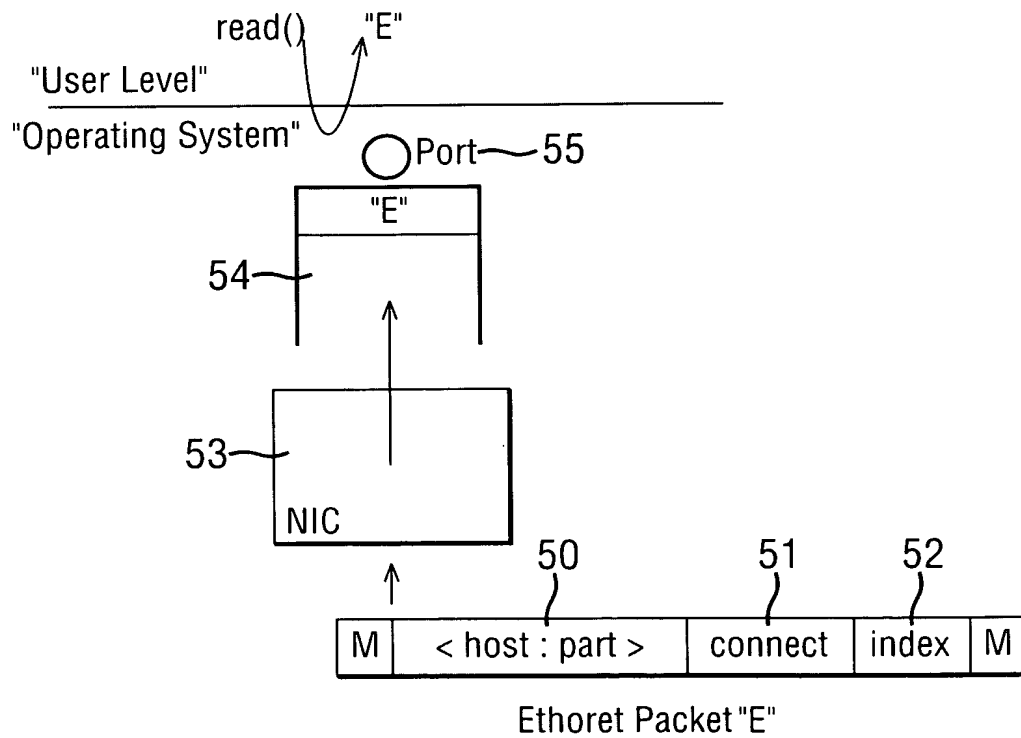 read() "E"
"User Level"
"Operating System"
Port 55
"E"
54
53
NIC
50 51 52
M < host : part > connect index M
Ethoret Packet "E"